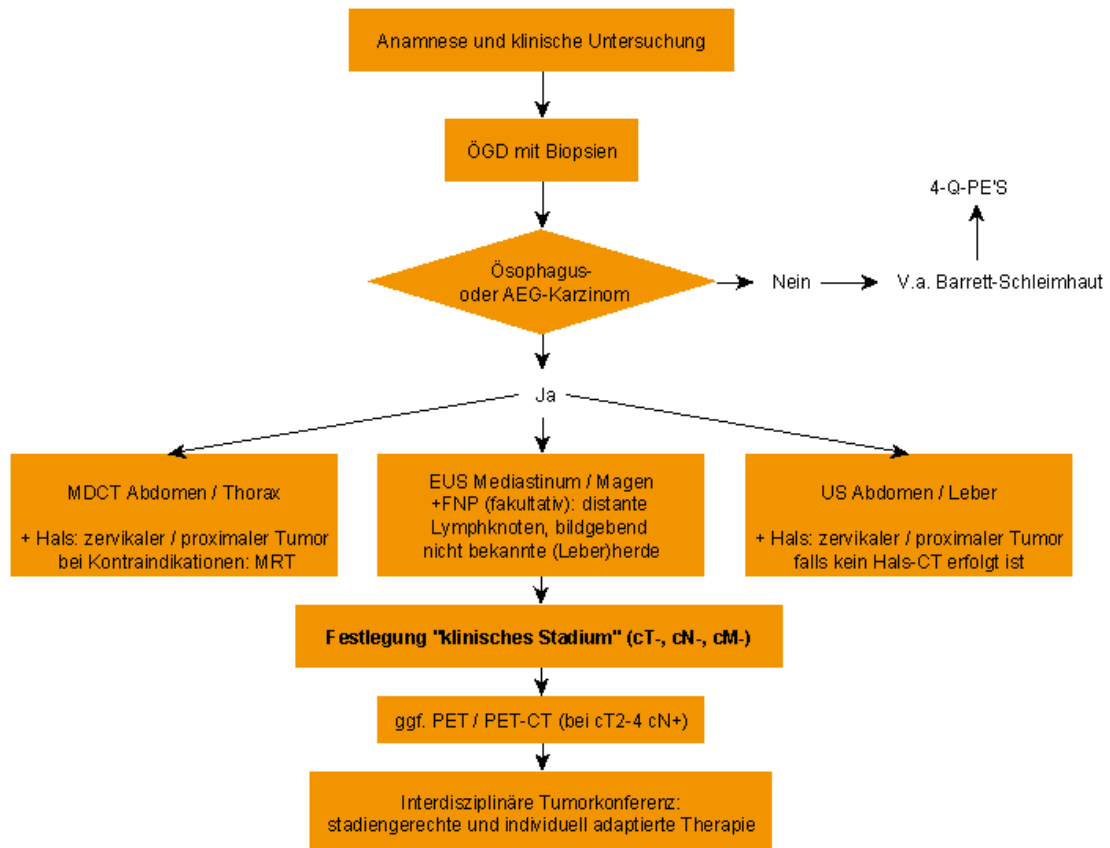 Anamnese und klinische Untersuchung
ÖGD mit Biopsien
4-Q-PE'S
Ösophagus-
oder AEG-Karzinom
Nein
V.a. Barrett-Schleimhaut
Ja
MDCT Abdomen / Thorax
+ Hals: zervikaler / proximaler Tumor
bei Kontraindikationen: MRT
EUS Mediastinum / Magen
+FNP (fakultativ): distante
Lymphknoten, bildgebend
nicht bekannte (Leber)herde
US Abdomen / Leber
+ Hals: zervikaler / proximaler Tumor
falls kein Hals-CT erfolgt ist
Festlegung "klinisches Stadium" (cT-, cN-, cM-)
ggf. PET / PET-CT (bei cT2-4 cN+)
Interdisziplinäre Tumorkonferenz:
stadiengerechte und individuell adaptierte Therapie